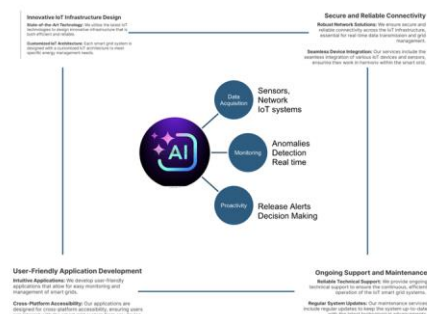 Innovative IoT Infrastructure Design
State-of-the-Art Technology: We utilize the latest IoT
technologies to design innovative infrastructure that is
both efficient and reliable.
Customized IoT Architecture: Each smart grid system is
designed with a customized IoT architecture to meet
specific energy management needs.
Secure and Reliable Connectivity
Robust Network Solutions: We ensure secure and
reliable connectivity across the IoT infrastructure,
essential for real-time data transmission and grid
management.
Seamless Device Integration: Our services include the
seamless integration of various IoT devices and sensors,
ensuring they work in harmony within the smart grid.
AI
Data
Acquisition
Sensors,
Network
IoT systems
Monitoring
Anomalies
Detection
Real time
Proactivity
Release Alerts
Decision Making
User-Friendly Application Development
Intuitive Applications: We develop user-friendly
applications that allow for easy monitoring and
management of smart grids.
Cross-Platform Accessibility: Our applications are
designed for cross-platform accessibility, ensuring users
Ongoing Support and Maintenance
Reliable Technical Support: We provide ongoing
technical support to ensure the continuous, efficient
operation of the IoT smart grid systems.
Regular System Updates: Our maintenance services
include regular updates to keep the system up-to-date